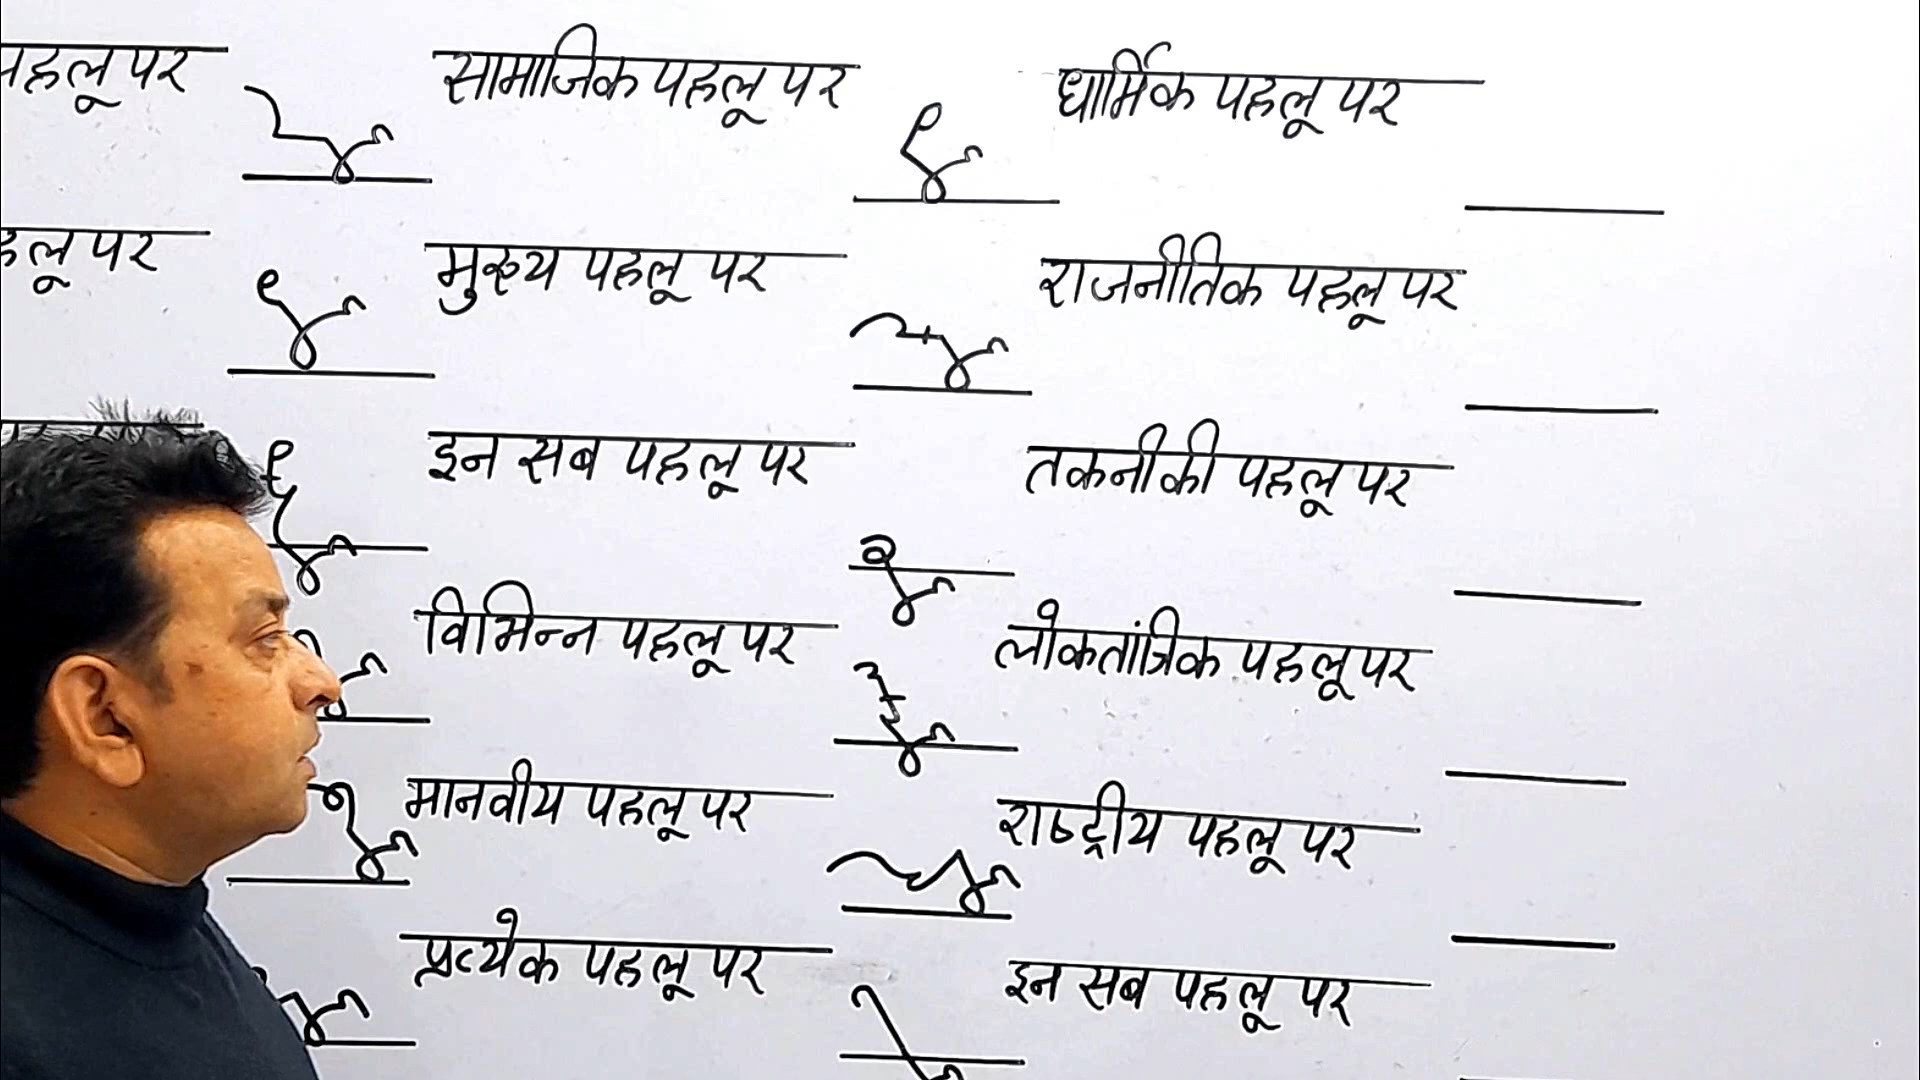 पहलू पर सामाजिक पहलू पर धार्मिक पहलू पर
पहलू पर मुख्य पहलू पर राजनीतिक पहलू पर
इन सब पहलू पर तकनीकी पहलू पर
विभिन्न पहलू पर लोकतांत्रिक पहलू पर
मानवीय पहलू पर राष्ट्रीय पहलू पर
प्रत्येक पहलू पर इन सब पहलू पर